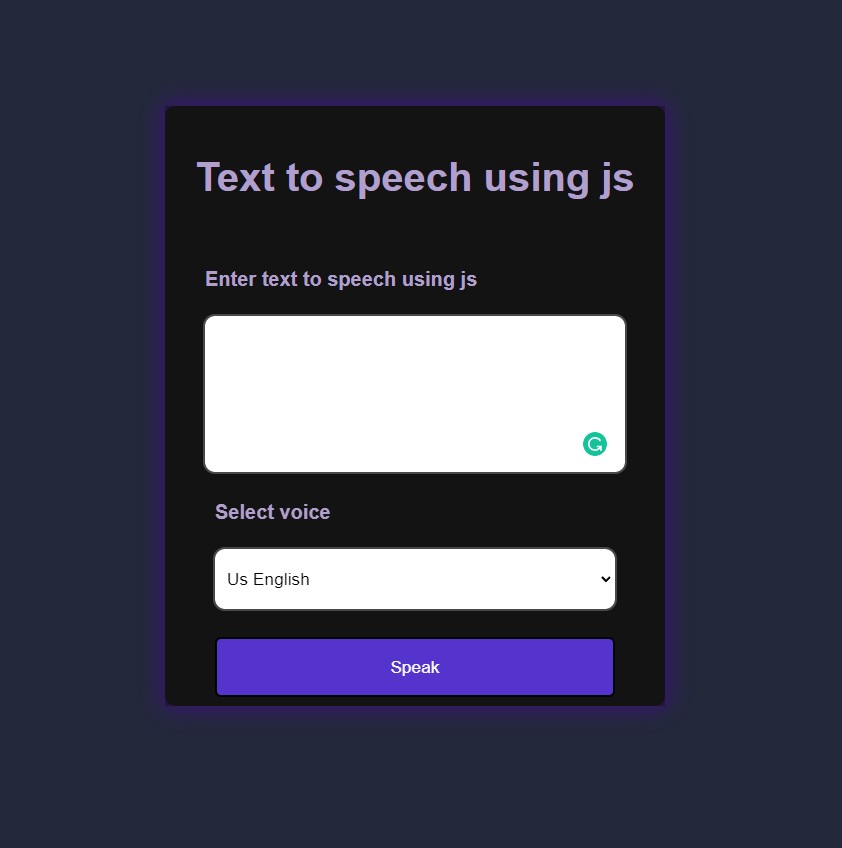 Text to speech using js
Enter text to speech using js
Select voice
Us English
Speak